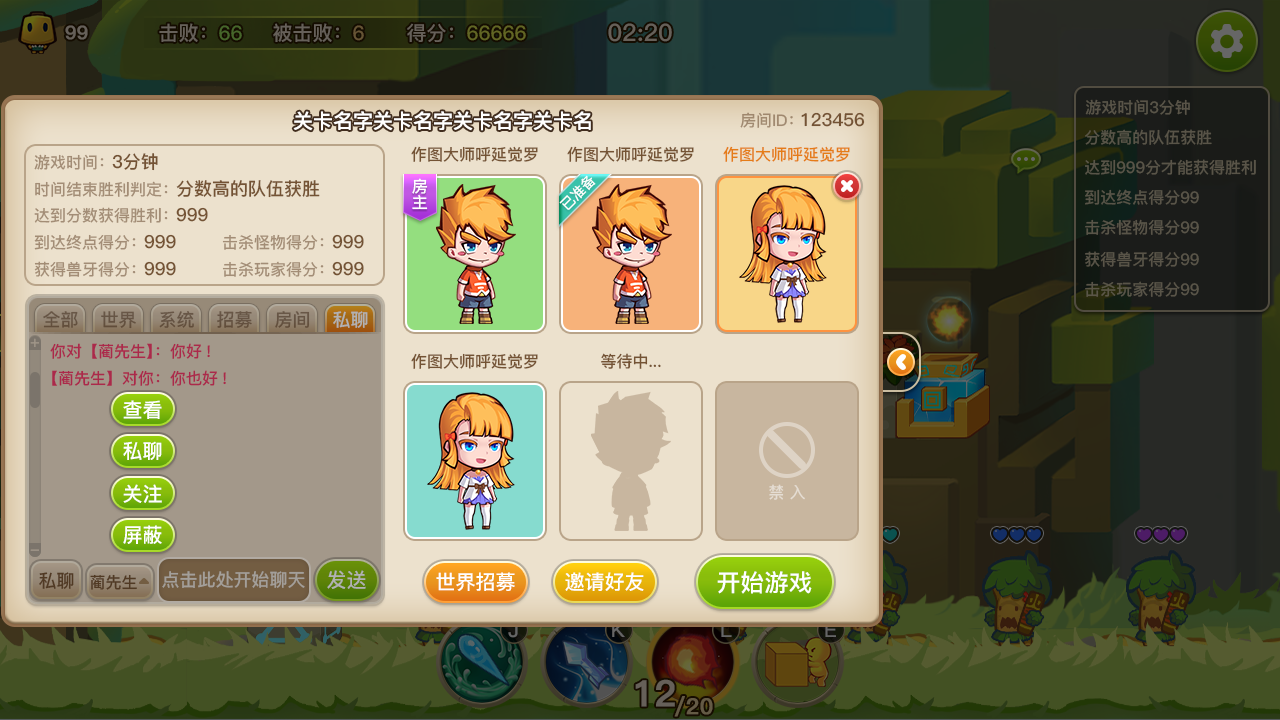 99
击败：66 被击败：6 得分：66666
02:20
关卡名字关卡名字关卡名字关卡名
房间ID：123456
游戏时间：3分钟
时间结束胜利判定：分数高的队伍获胜
达到分数获得胜利：999
到达终点得分：999 击杀怪物得分：999
获得兽牙得分：999 击杀玩家得分：999
全部 世界 系统 招募 房间 私聊
你对【蔺先生】：你好！
【蔺先生】对你：你也好！
查看
私聊
关注
屏蔽
私聊 蔺先生 点击此处开始聊天 发送
作图大师呼延觉罗 作图大师呼延觉罗 作图大师呼延觉罗
房主
已准备
作图大师呼延觉罗 等待中...
禁入
世界招募 邀请好友 开始游戏
游戏时间3分钟
分数高的队伍获胜
达到999分才能获得胜利
到达终点得分99
击杀怪物得分99
获得兽牙得分99
击杀玩家得分99
J K L E
12/20